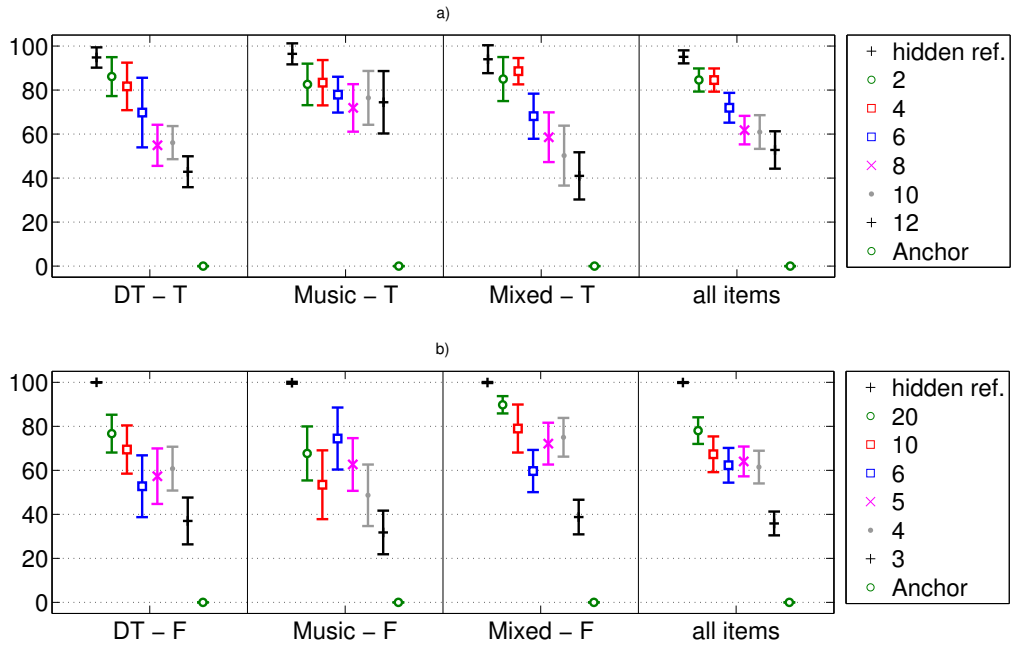 a)
100
80
60
40
20
0
DT − T
Music − T
Mixed − T
all items
hidden ref.
2
4
6
8
10
12
Anchor
b)
100
80
60
40
20
0
DT − F
Music − F
Mixed − F
all items
hidden ref.
20
10
6
5
4
3
Anchor